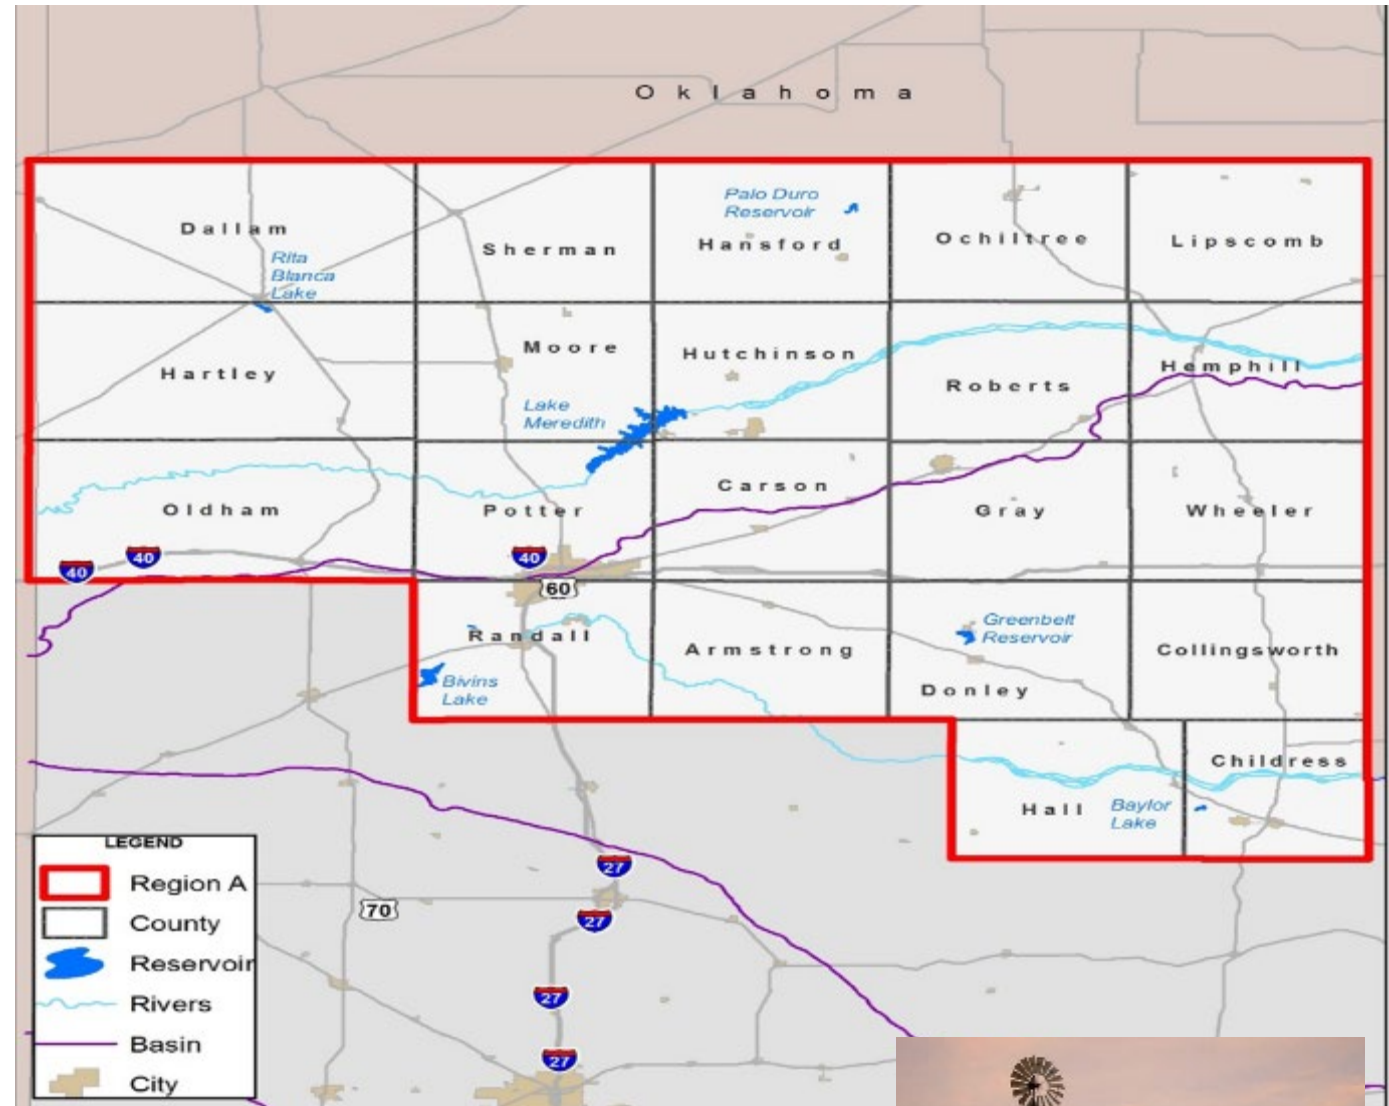 Oklahoma
Palo Duro
Reservoir
Dallam
Sherman
Hansford
Ochiltree
Lipscomb
Rita
Blanca
Lake
Hartley
Moore
Hutchinson
Roberts
Hemphill
Lake
Meredith
Oldham
Potter
Carson
Gray
Wheeler
40
40
40
60
Randall
Armstrong
Greenbelt
Reservoir
Collingsworth
Bivins
Lake
Donley
Childress
Hall
Baylor
Lake
LEGEND
Region A
County
Reservoir
Rivers
Basin
City
27
70
27
27
27